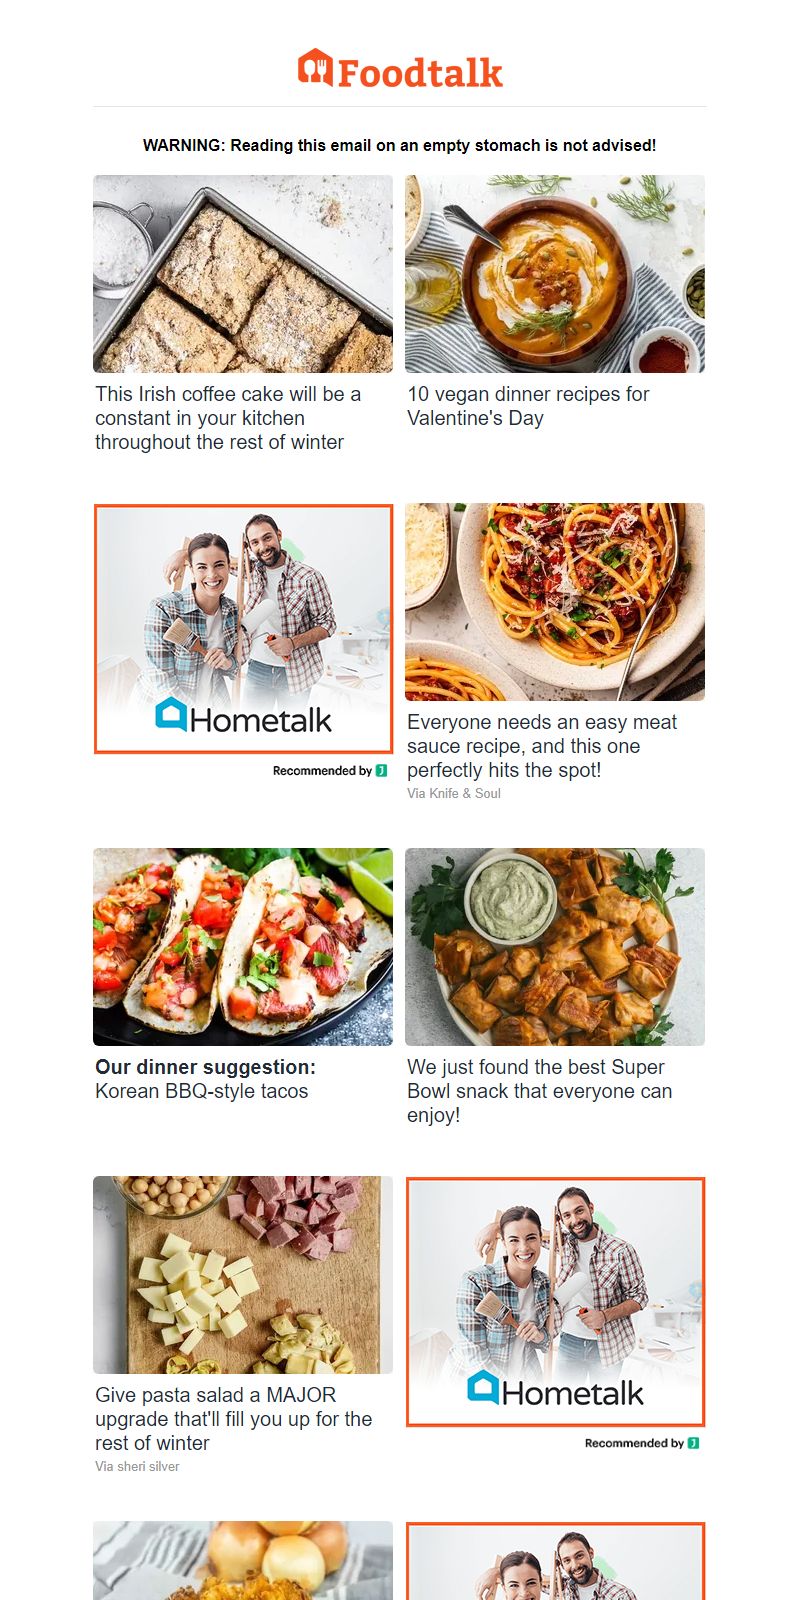 Foodtalk
WARNING: Reading this email on an empty stomach is not advised!
This Irish coffee cake will be a
constant in your kitchen
throughout the rest of winter
10 vegan dinner recipes for
Valentine's Day
Hometalk
Recommended by J
Everyone needs an easy meat
sauce recipe, and this one
perfectly hits the spot!
Via Knife & Soul
Our dinner suggestion:
Korean BBQ-style tacos
We just found the best Super
Bowl snack that everyone can
enjoy!
Give pasta salad a MAJOR
upgrade that'll fill you up for the
rest of winter
Via sheri silver
Hometalk
Recommended by J